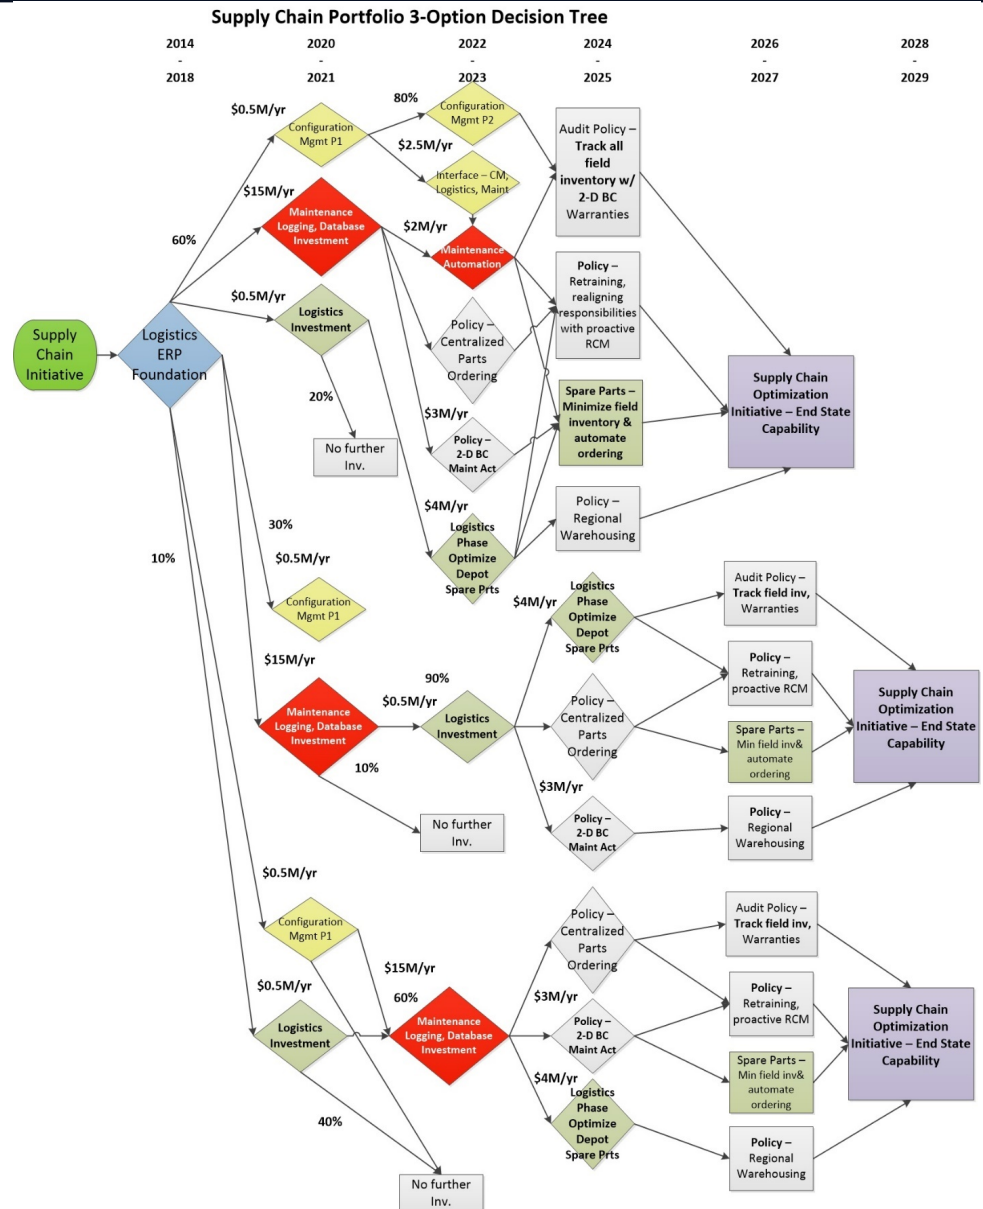 Supply Chain Portfolio 3-Option Decision Tree
2014
-
2018
2020
-
2021
2022
-
2023
2024
-
2025
2026
-
2027
2028
-
2029
Supply
Chain
Initiative
Logistics
ERP
Foundation
60%
$0.5M/yr
Configuration
Mgmt P1
80%
Configuration
Mgmt P2
$2.5M/yr
Interface – CM,
Logistics, Maint
$15M/yr
Maintenance
Logging, Database
Investment
$2M/yr
Maintenance
Automation
$0.5M/yr
Logistics
Investment
20%
No further
Inv.
Policy –
Centralized
Parts
Ordering
$3M/yr
Policy –
2-D BC
Maint Act
$4M/yr
Logistics
Phase
Optimize
Depot
Spare Prts
Audit Policy –
Track all
field
inventory w/
2-D BC
Warranties
Policy –
Retraining,
realigning
responsibilities
with proactive
RCM
Spare Parts –
Minimize field
inventory &
automate
ordering
Policy –
Regional
Warehousing
Supply Chain
Optimization
Initiative – End State
Capability
30%
$0.5M/yr
Configuration
Mgmt P1
$15M/yr
Maintenance
Logging, Database
Investment
90%
$0.5M/yr
Logistics
Investment
10%
No further
Inv.
$4M/yr
Logistics
Phase
Optimize
Depot
Spare Prts
Policy –
Centralized
Parts
Ordering
$3M/yr
Policy –
2-D BC
Maint Act
Audit Policy –
Track field inv,
Warranties
Policy –
Retraining,
proactive RCM
Spare Parts –
Min field inv&
automate
ordering
Policy –
Regional
Warehousing
Supply Chain
Optimization
Initiative – End State
Capability
10%
$0.5M/yr
Configuration
Mgmt P1
$0.5M/yr
Logistics
Investment
$15M/yr
60%
Maintenance
Logging, Database
Investment
40%
No further
Inv.
Policy –
Centralized
Parts
Ordering
$3M/yr
Policy –
2-D BC
Maint Act
$4M/yr
Logistics
Phase
Optimize
Depot
Spare Prts
Audit Policy –
Track field inv,
Warranties
Policy –
Retraining,
proactive RCM
Spare Parts –
Min field inv&
automate
ordering
Policy –
Regional
Warehousing
Supply Chain
Optimization
Initiative – End State
Capability